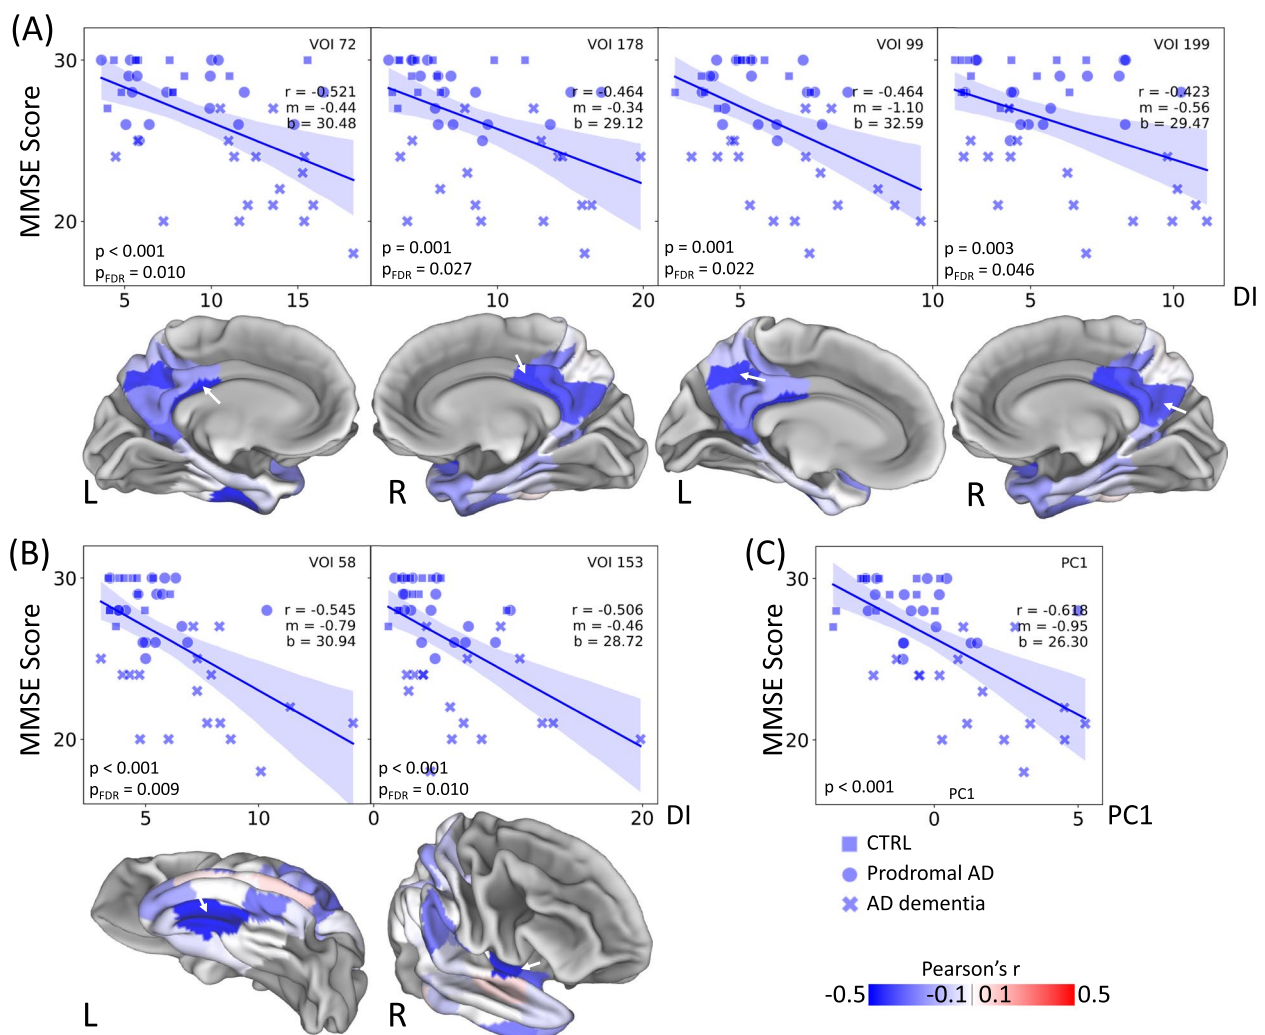 (A)
VOI 72
VOI 178
VOI 99
VOI 199
30
20
MMSE Score
r = -0.521
m = -0.44
b = 30.48
r = -0.464
m = -0.34
b = 29.12
r = -0.464
m = -1.10
b = 32.59
r = -0.423
m = -0.56
b = 29.47
p < 0.001
pFDR = 0.010
p = 0.001
pFDR = 0.027
p = 0.001
pFDR = 0.022
p = 0.003
pFDR = 0.046
5 10 15
10 20
5 10
5 10
DI
L
R
L
R
(B)
VOI 58
VOI 153
30
20
MMSE Score
r = -0.545
m = -0.79
b = 30.94
r = -0.506
m = -0.46
b = 28.72
p < 0.001
pFDR = 0.009
p < 0.001
pFDR = 0.010
5 10
0 20
DI
L
R
(C)
PC1
30
20
MMSE Score
r = -0.618
m = -0.95
b = 26.30
p < 0.001
PC1
0 5
PC1
CTRL
Prodromal AD
AD dementia
Pearson's r
-0.5 -0.1 0.1 0.5